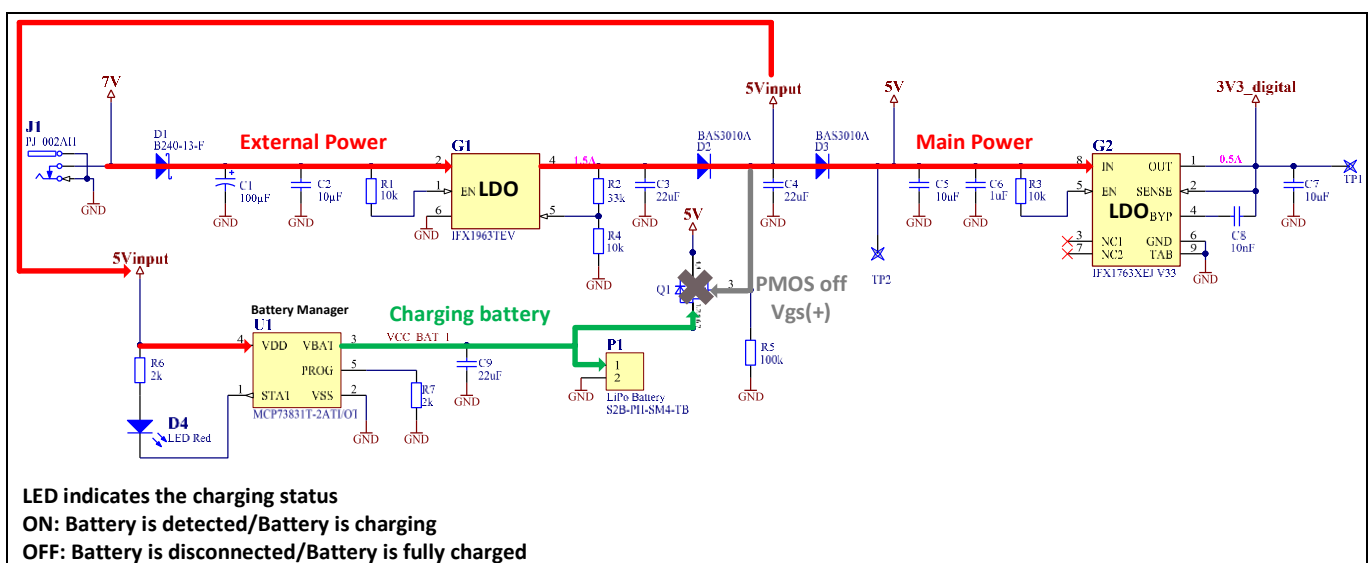 7V
5Vinput
5V
3V3_digital
J1
PJ_002AH
D1
B240-13-F
External Power
G1
2
4
1.5A
BAS3010A
D2
BAS3010A
D3
Main Power
G2
8
IN
OUT
1
0.5A
TP1
C1
100µF
C2
10µF
R1
10k
1
EN
LDO
6
5
IFX1963TEV
R2
33k
C3
22uF
R4
10k
C4
22uF
C5
10uF
C6
1uF
R3
10k
5
EN
SENSE
2
LDO
BYP
4
3
NC1
GND
6
7
NC2
TAB
9
IFX1763XEJ V33
C8
10nF
C7
10uF
GND
GND
GND
GND
GND
GND
GND
GND
GND
GND
GND
TP2
5V
Q1
3
PMOS off
Vgs(+)
5Vinput
Battery Manager
U1
Charging battery
4
VDD
VBAT
3
VCC_BAT_1
PROG
5
1
STAT
VSS
2
MCP73831T-2ATI/OT
R6
2k
R7
2k
C9
22uF
P1
1
2
LiPo Battery
S2B-PH-SM4-TB
R5
100k
D4
LED Red
GND
GND
GND
GND
GND
LED indicates the charging status
ON: Battery is detected/Battery is charging
OFF: Battery is disconnected/Battery is fully charged